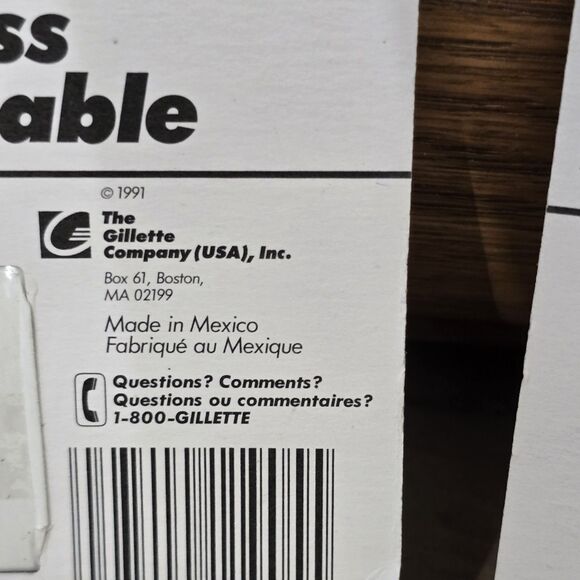 ss
able
© 1991
The
Gillette
Company (USA), Inc.
Box 61, Boston,
MA 02199
Made in Mexico
Fabriqué au Mexique
Questions? Comments?
Questions ou commentaires?
1-800-GILLETTE